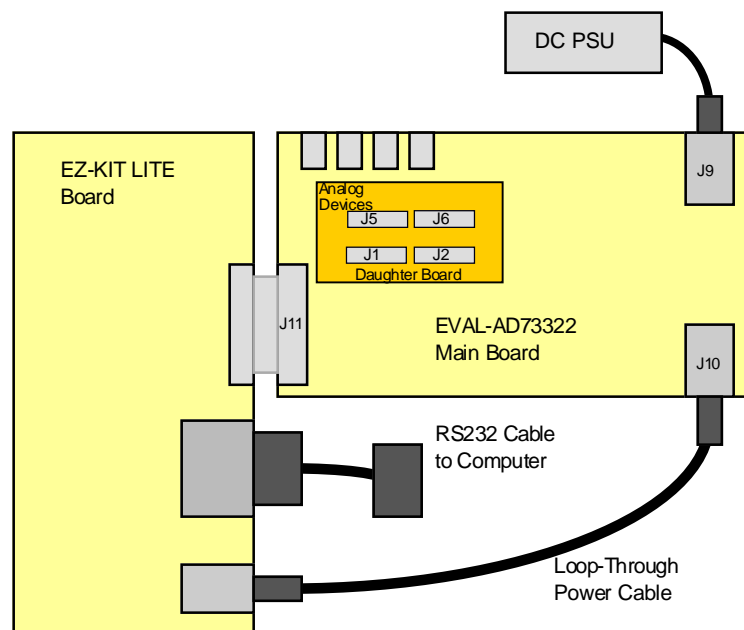 DC PSU
EZ-KIT LITE
Board
J9
Analog
Devices
J5
J6
J1
J2
Daughter Board
J11
EVAL-AD73322
Main Board
J10
RS232 Cable
to Computer
Loop-Through
Power Cable